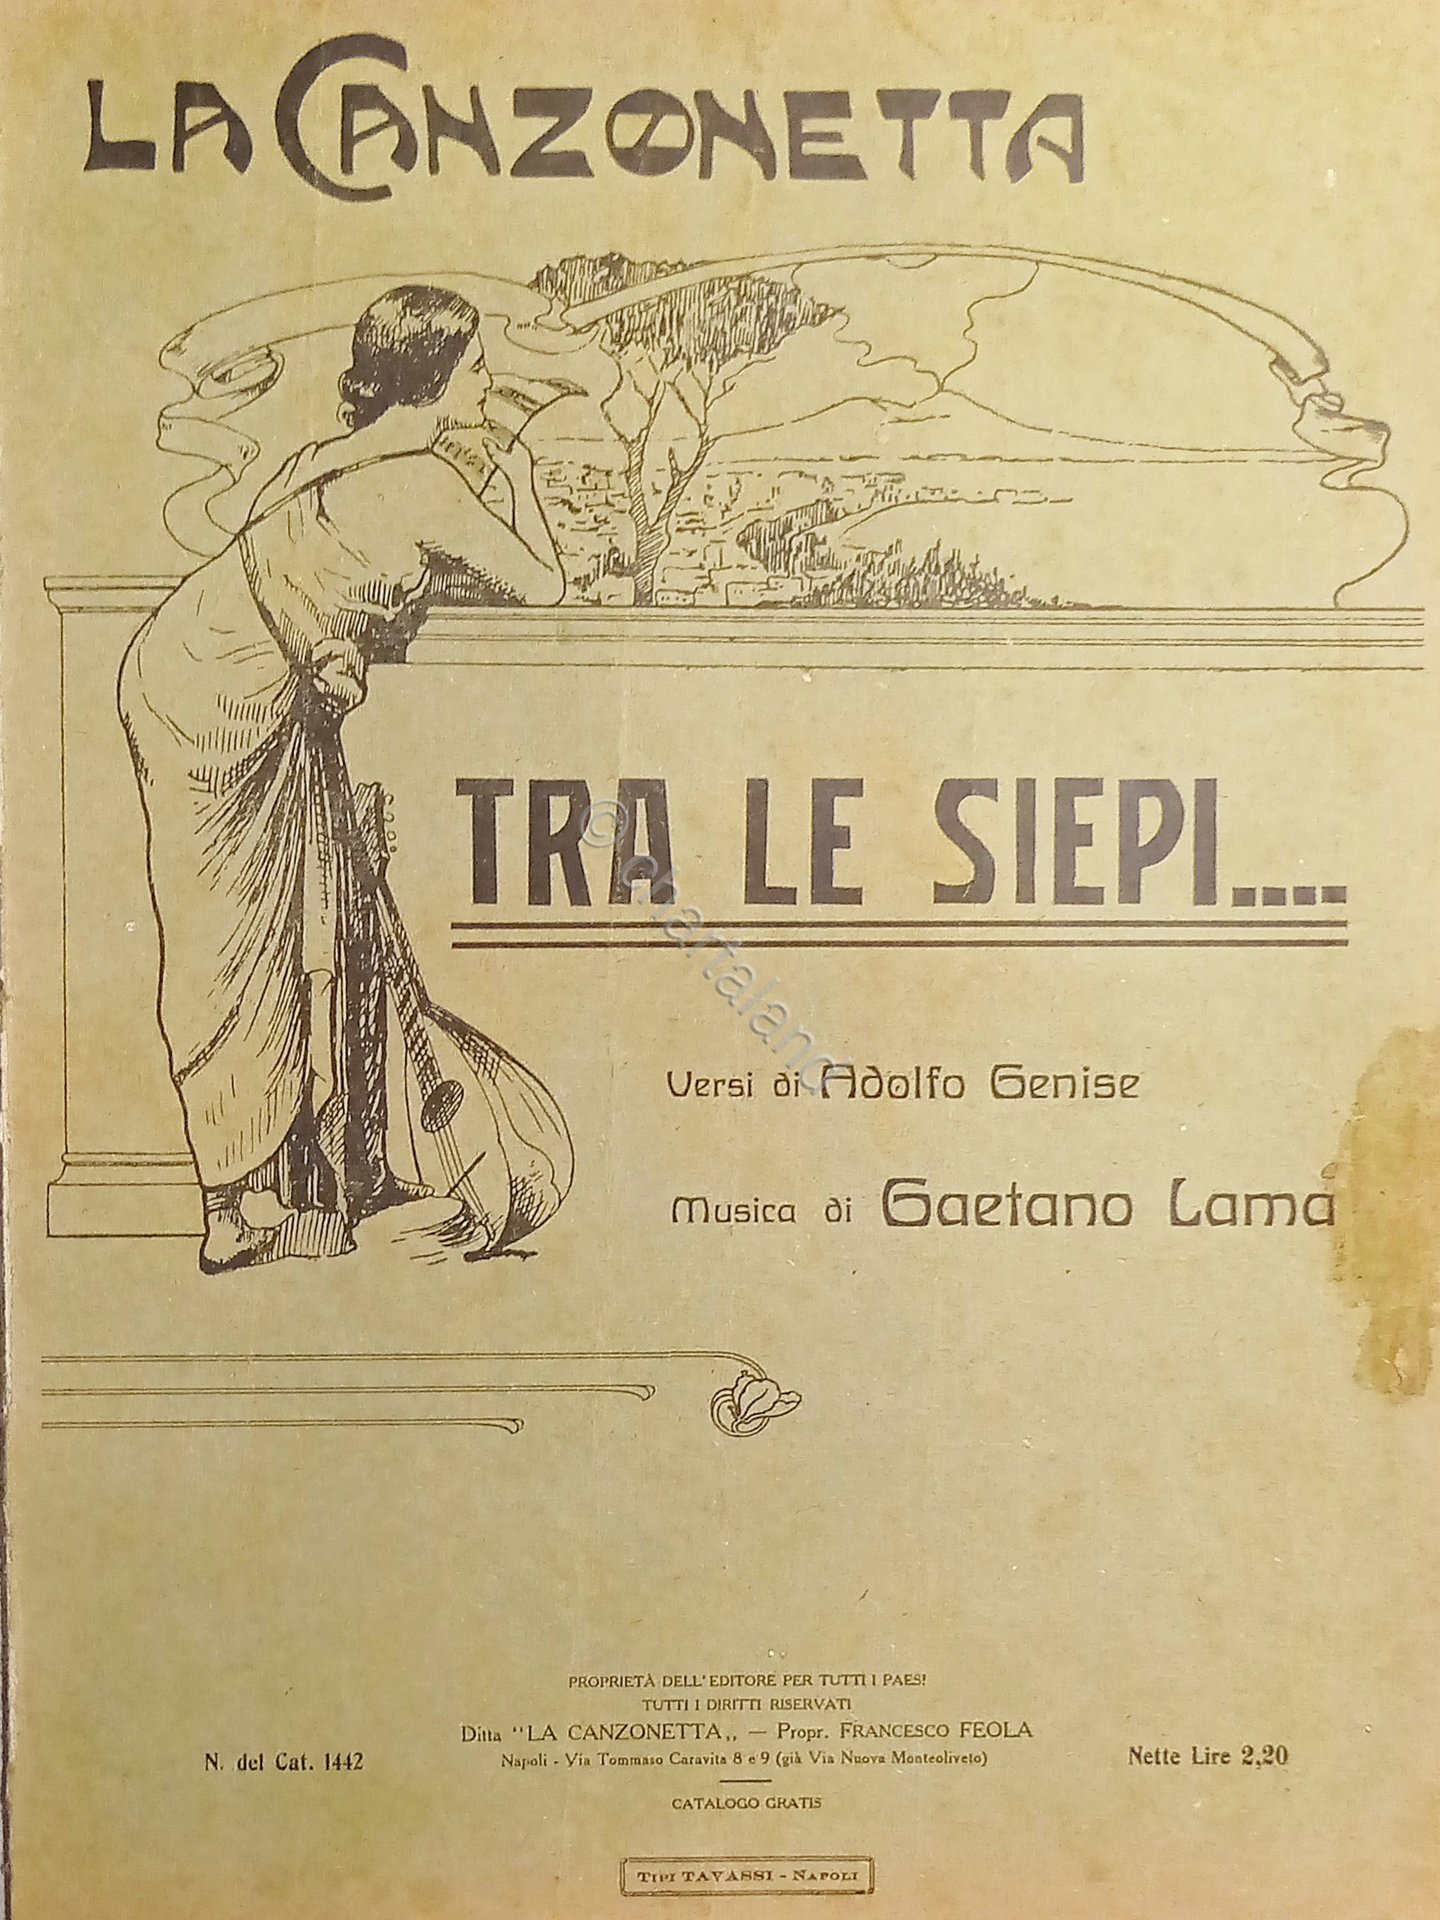 LA CANZONETTA
TRA LE SIEPI....
Versi di Adolfo Genise
Musica di Gaetano Lama
PROPRIETÀ DELL'EDITORE PER TUTTI I PAESI
TUTTI I DIRITTI RISERVATI
Ditta "LA CANZONETTA„ — Propr. FRANCESCO FEOLA
Napoli - Via Tommaso Caravita 8 e 9 (già Via Nuova Monteoliveto)
N. del Cat. 1442
Nette Lire 2,20
CATALOGO GRATIS
TIPI TAVASSI - NAPOLI
© chartaland